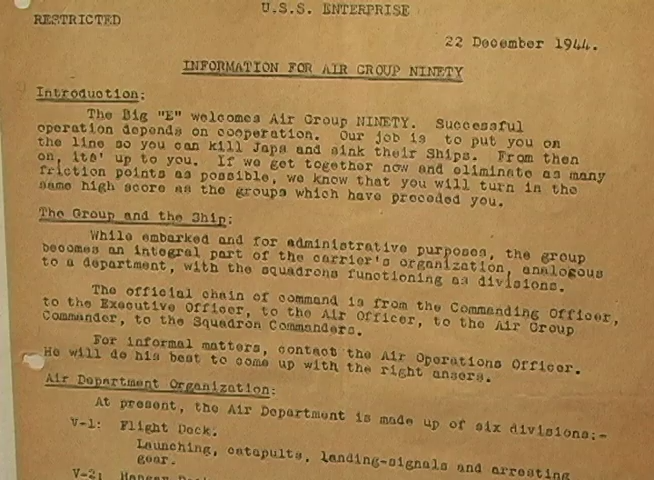 U.S.S. ENTERPRISE
RESTRICTED
22 December 1944.
INFORMATION FOR AIR GROUP NINETY
Introduction:
The Big "E" welcomes Air Group NINETY. Successful
operation depends on cooperation. Our job is to put you on
the line so you can kill Japs and sink their Ships. From then
on, its' up to you. If we get together now and eliminate as many
friction points as possible, we know that you will turn in the
same high score as the groups which have preceded you.
The Group and the Ship:
While embarked and for administrative purposes, the group
becomes an integral part of the carrier's organization, analogous
to a department, with the squadrons functioning as divisions.
The official chain of command is from the Commanding Officer,
to the Executive Officer, to the Air Officer, to the Air Group
Commander, to the Squadron Commanders.
For informal matters, contact the Air Operations Officer.
He will do his best to come up with the right ansers.
Air Department Organization:
At present, the Air Department is made up of six divisions:-
V-1: Flight Deck.
Launching, catapults, landing-signals and arresting
gear.
V-2: Hangar